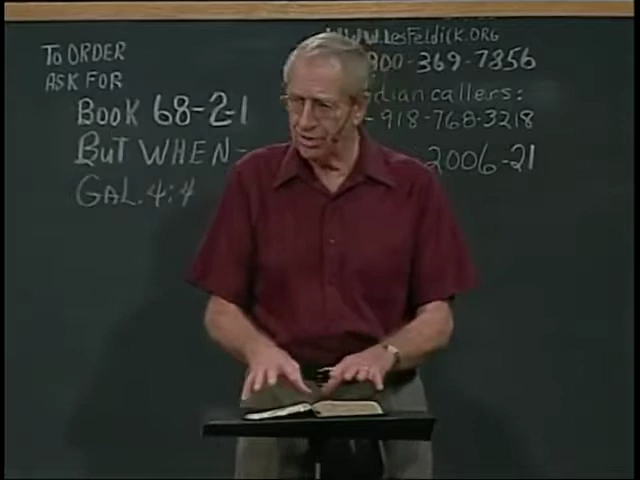 TO ORDER
ASK FOR
BOOK 68-2-1
BUT WHEN-
GAL. 4:4
WWW.LESFELDICK.ORG
800-369-7856
dian callers:
-918-768-3218
2006-21